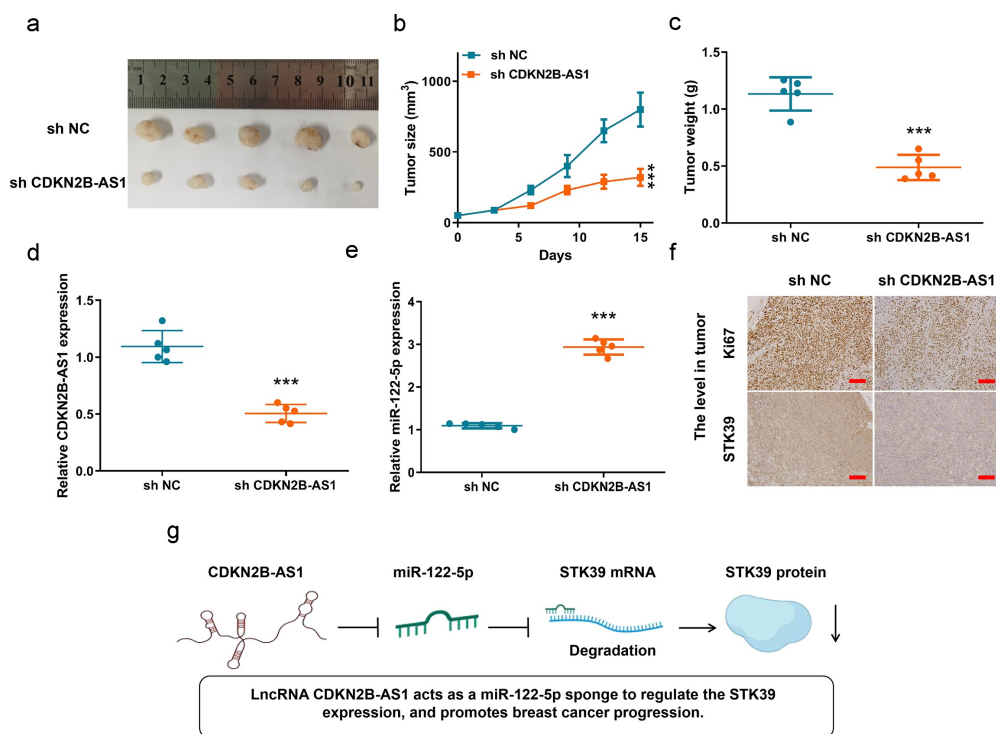 a
1 2 3 4 5 6 7 8 9 10 11
sh NC
sh CDKN2B-AS1
b
sh NC
sh CDKN2B-AS1
Tumor size (mm³)
1000
500
0
0 5 10 15
Days
***
c
Tumor weight (g)
1.5
1.0
0.5
0.0
***
sh NC sh CDKN2B-AS1
d
Relative CDKN2B-AS1 expression
1.5
1.0
0.5
0.0
***
sh NC sh CDKN2B-AS1
e
Relative miR-122-5p expression
4
3
2
1
0
***
sh NC sh CDKN2B-AS1
f
sh NC sh CDKN2B-AS1
The level in tumor
Ki67
STK39
g
CDKN2B-AS1 miR-122-5p STK39 mRNA STK39 protein
Degradation
LncRNA CDKN2B-AS1 acts as a miR-122-5p sponge to regulate the STK39
expression, and promotes breast cancer progression.